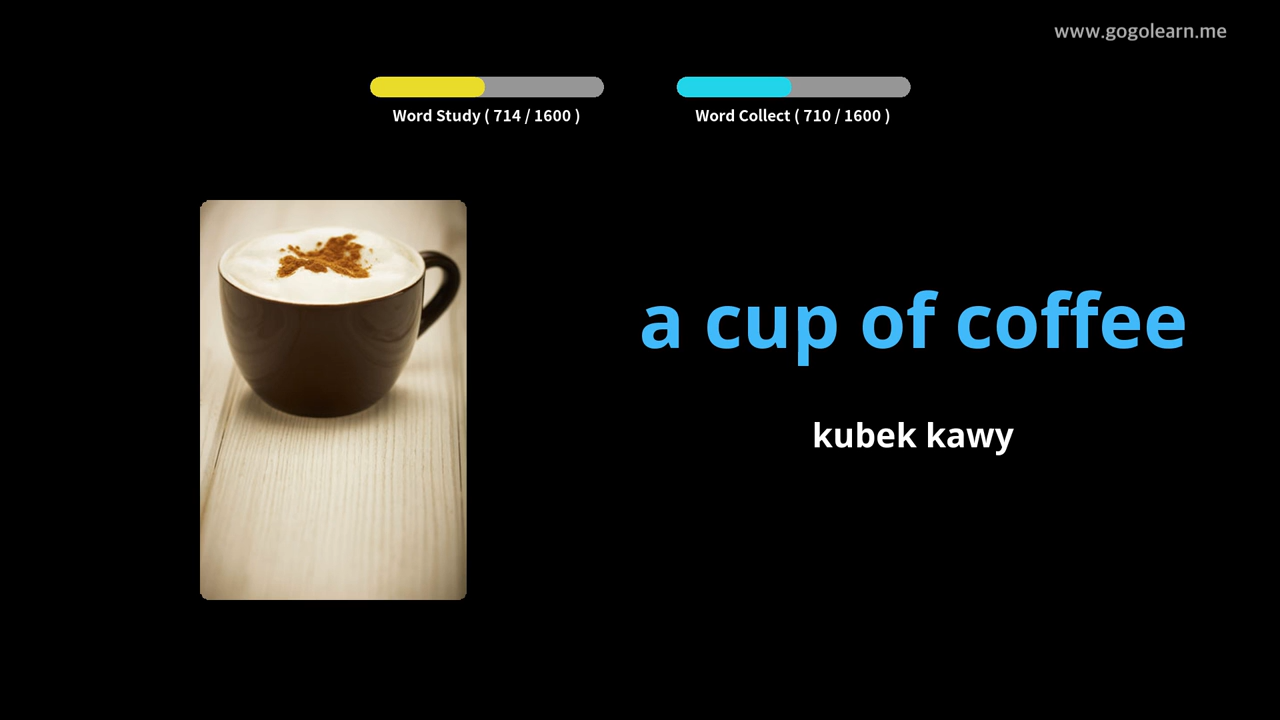 www.gogolearn.me
Word Study ( 714 / 1600 )
Word Collect ( 710 / 1600 )
a cup of coffee
kubek kawy